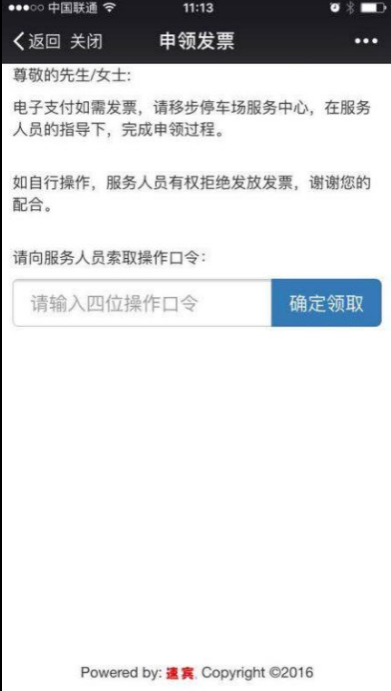 中国联通 11:13
返回 关闭 申领发票
尊敬的先生/女士:
电子支付如需发票，请移步停车场服务中心，在服务
人员的指导下，完成申领过程。
如自行操作，服务人员有权拒绝发放发票，谢谢您的
配合。
请向服务人员索取操作口令:
请输入四位操作口令 确定领取
Powered by: 速宾 Copyright ©2016